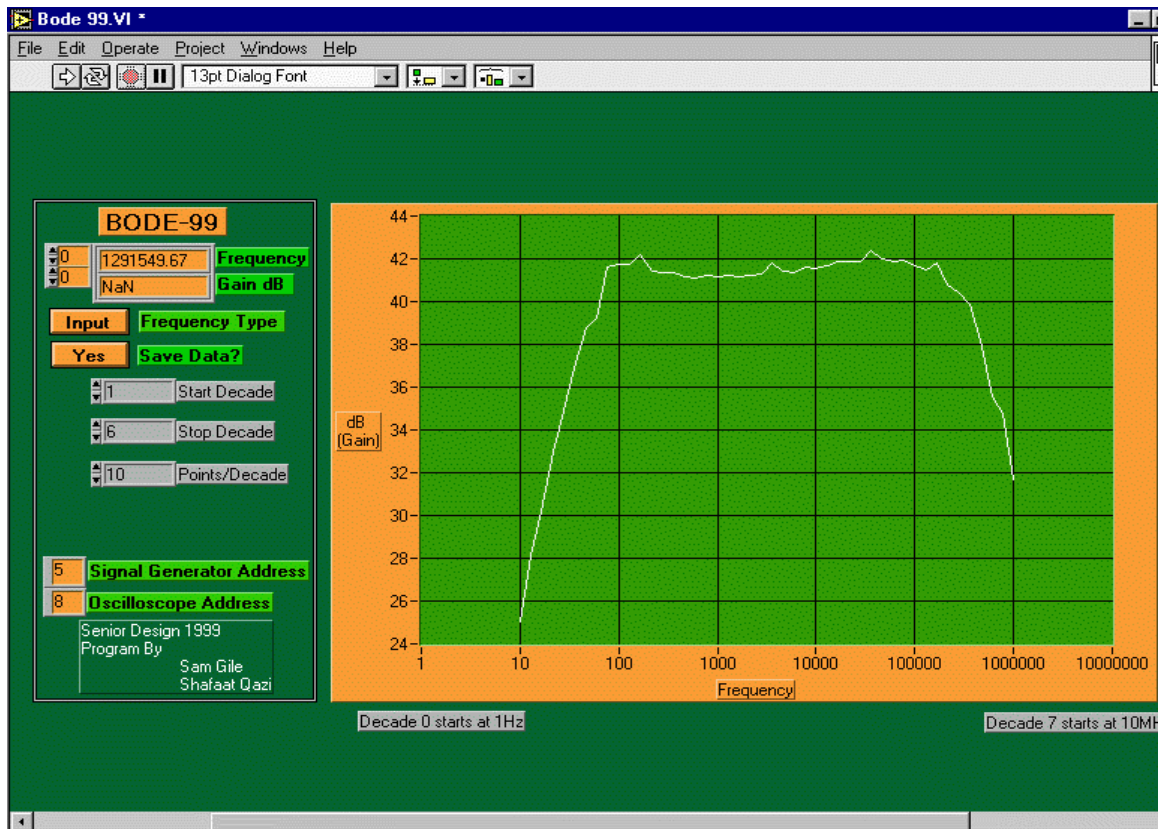 Bode 99.VI *
File Edit Operate Project Windows Help
13pt Dialog Font
BODE-99
0 1291549.67 Frequency
0 NaN Gain dB
Input Frequency Type
Yes Save Data?
1 Start Decade
6 Stop Decade
10 Points/Decade
5 Signal Generator Address
8 Oscilloscope Address
Senior Design 1999
Program By
Sam Gile
Shafaat Qazi
44
42
40
38
36
34
32
30
28
26
24
dB
(Gain)
1 10 100 1000 10000 100000 1000000 10000000
Frequency
Decade 0 starts at 1Hz
Decade 7 starts at 10MH